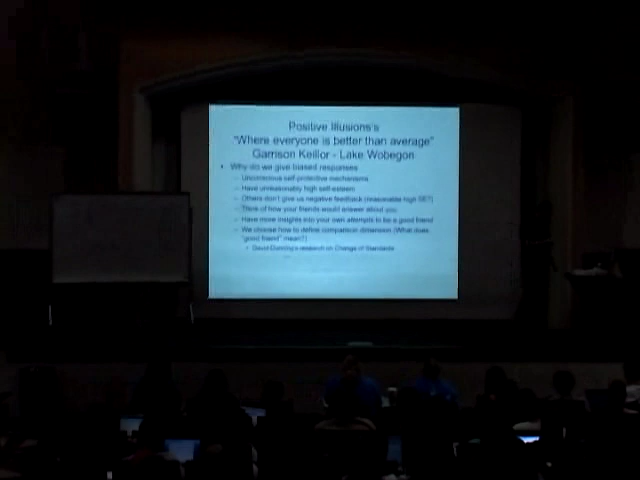 Positive Illusions's
"Where everyone is better than average"
Garrison Keillor - Lake Wobegon
• Why do we give biased responses
– Unconscious self-protective mechanisms
– Have unreasonably high self-esteem
– Others don't give us negative feedback (reasonable high SE?)
– Think of how your friends would answer about you
– Have more insights into your own attempts to be a good friend
– We choose how to define comparison dimension (What does
"good friend" mean?)
• David Dunning's research on Change of Standards